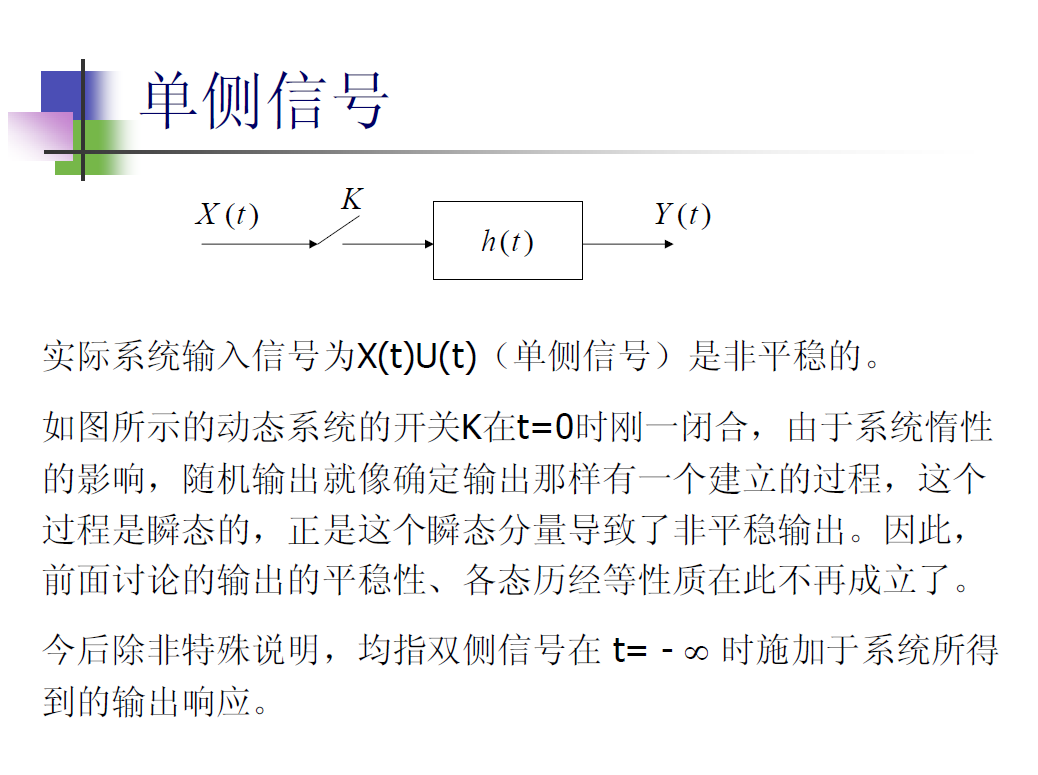 单侧信号
X(t)
K
h(t)
Y(t)
实际系统输入信号为X(t)U(t)（单侧信号）是非平稳的。
如图所示的动态系统的开关K在t=0时刚一闭合，由于系统惰性
的影响，随机输出就像确定输出那样有一个建立的过程，这个
过程是瞬态的，正是这个瞬态分量导致了非平稳输出。因此，
前面讨论的输出的平稳性、各态历经等性质在此不再成立了。
今后除非特殊说明，均指双侧信号在 t= - ∞ 时施加于系统所得
到的输出响应。